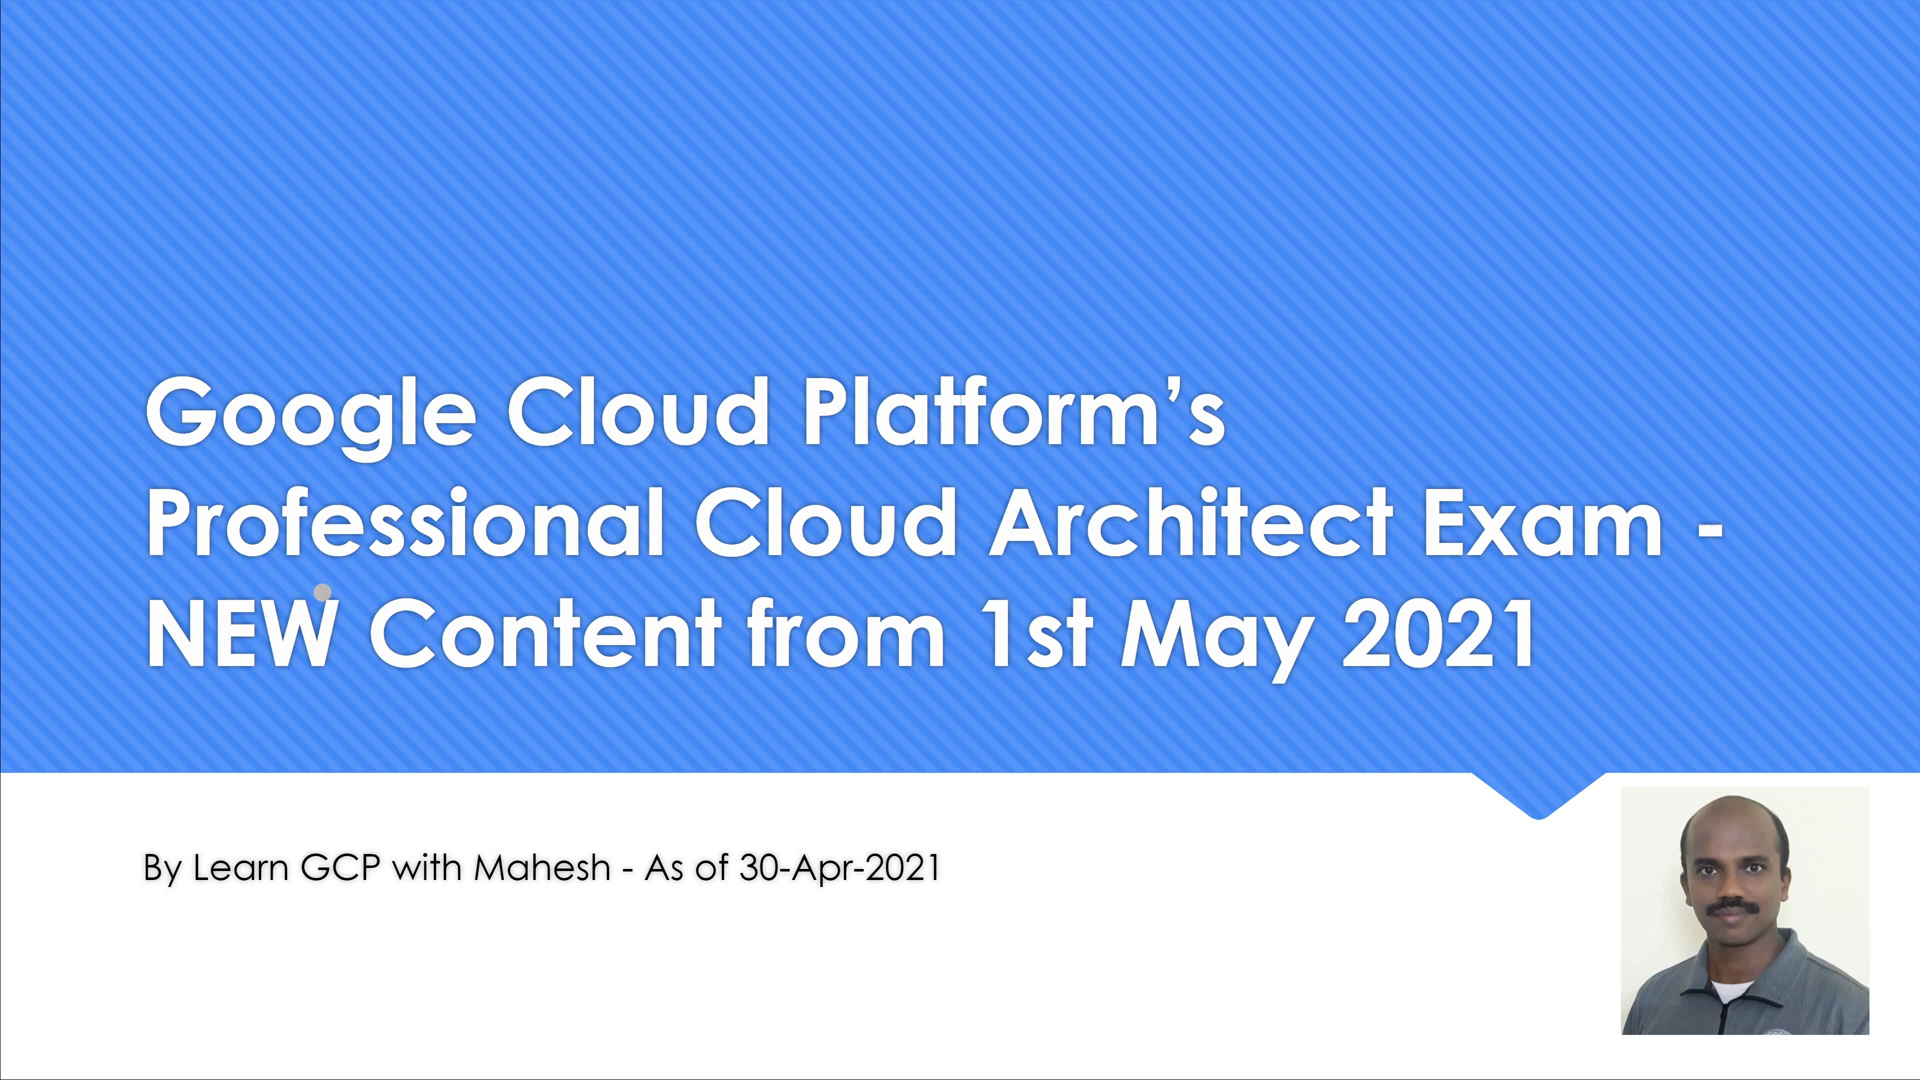 Google Cloud Platform’s
Professional Cloud Architect Exam -
NEW Content from 1st May 2021
By Learn GCP with Mahesh - As of 30-Apr-2021